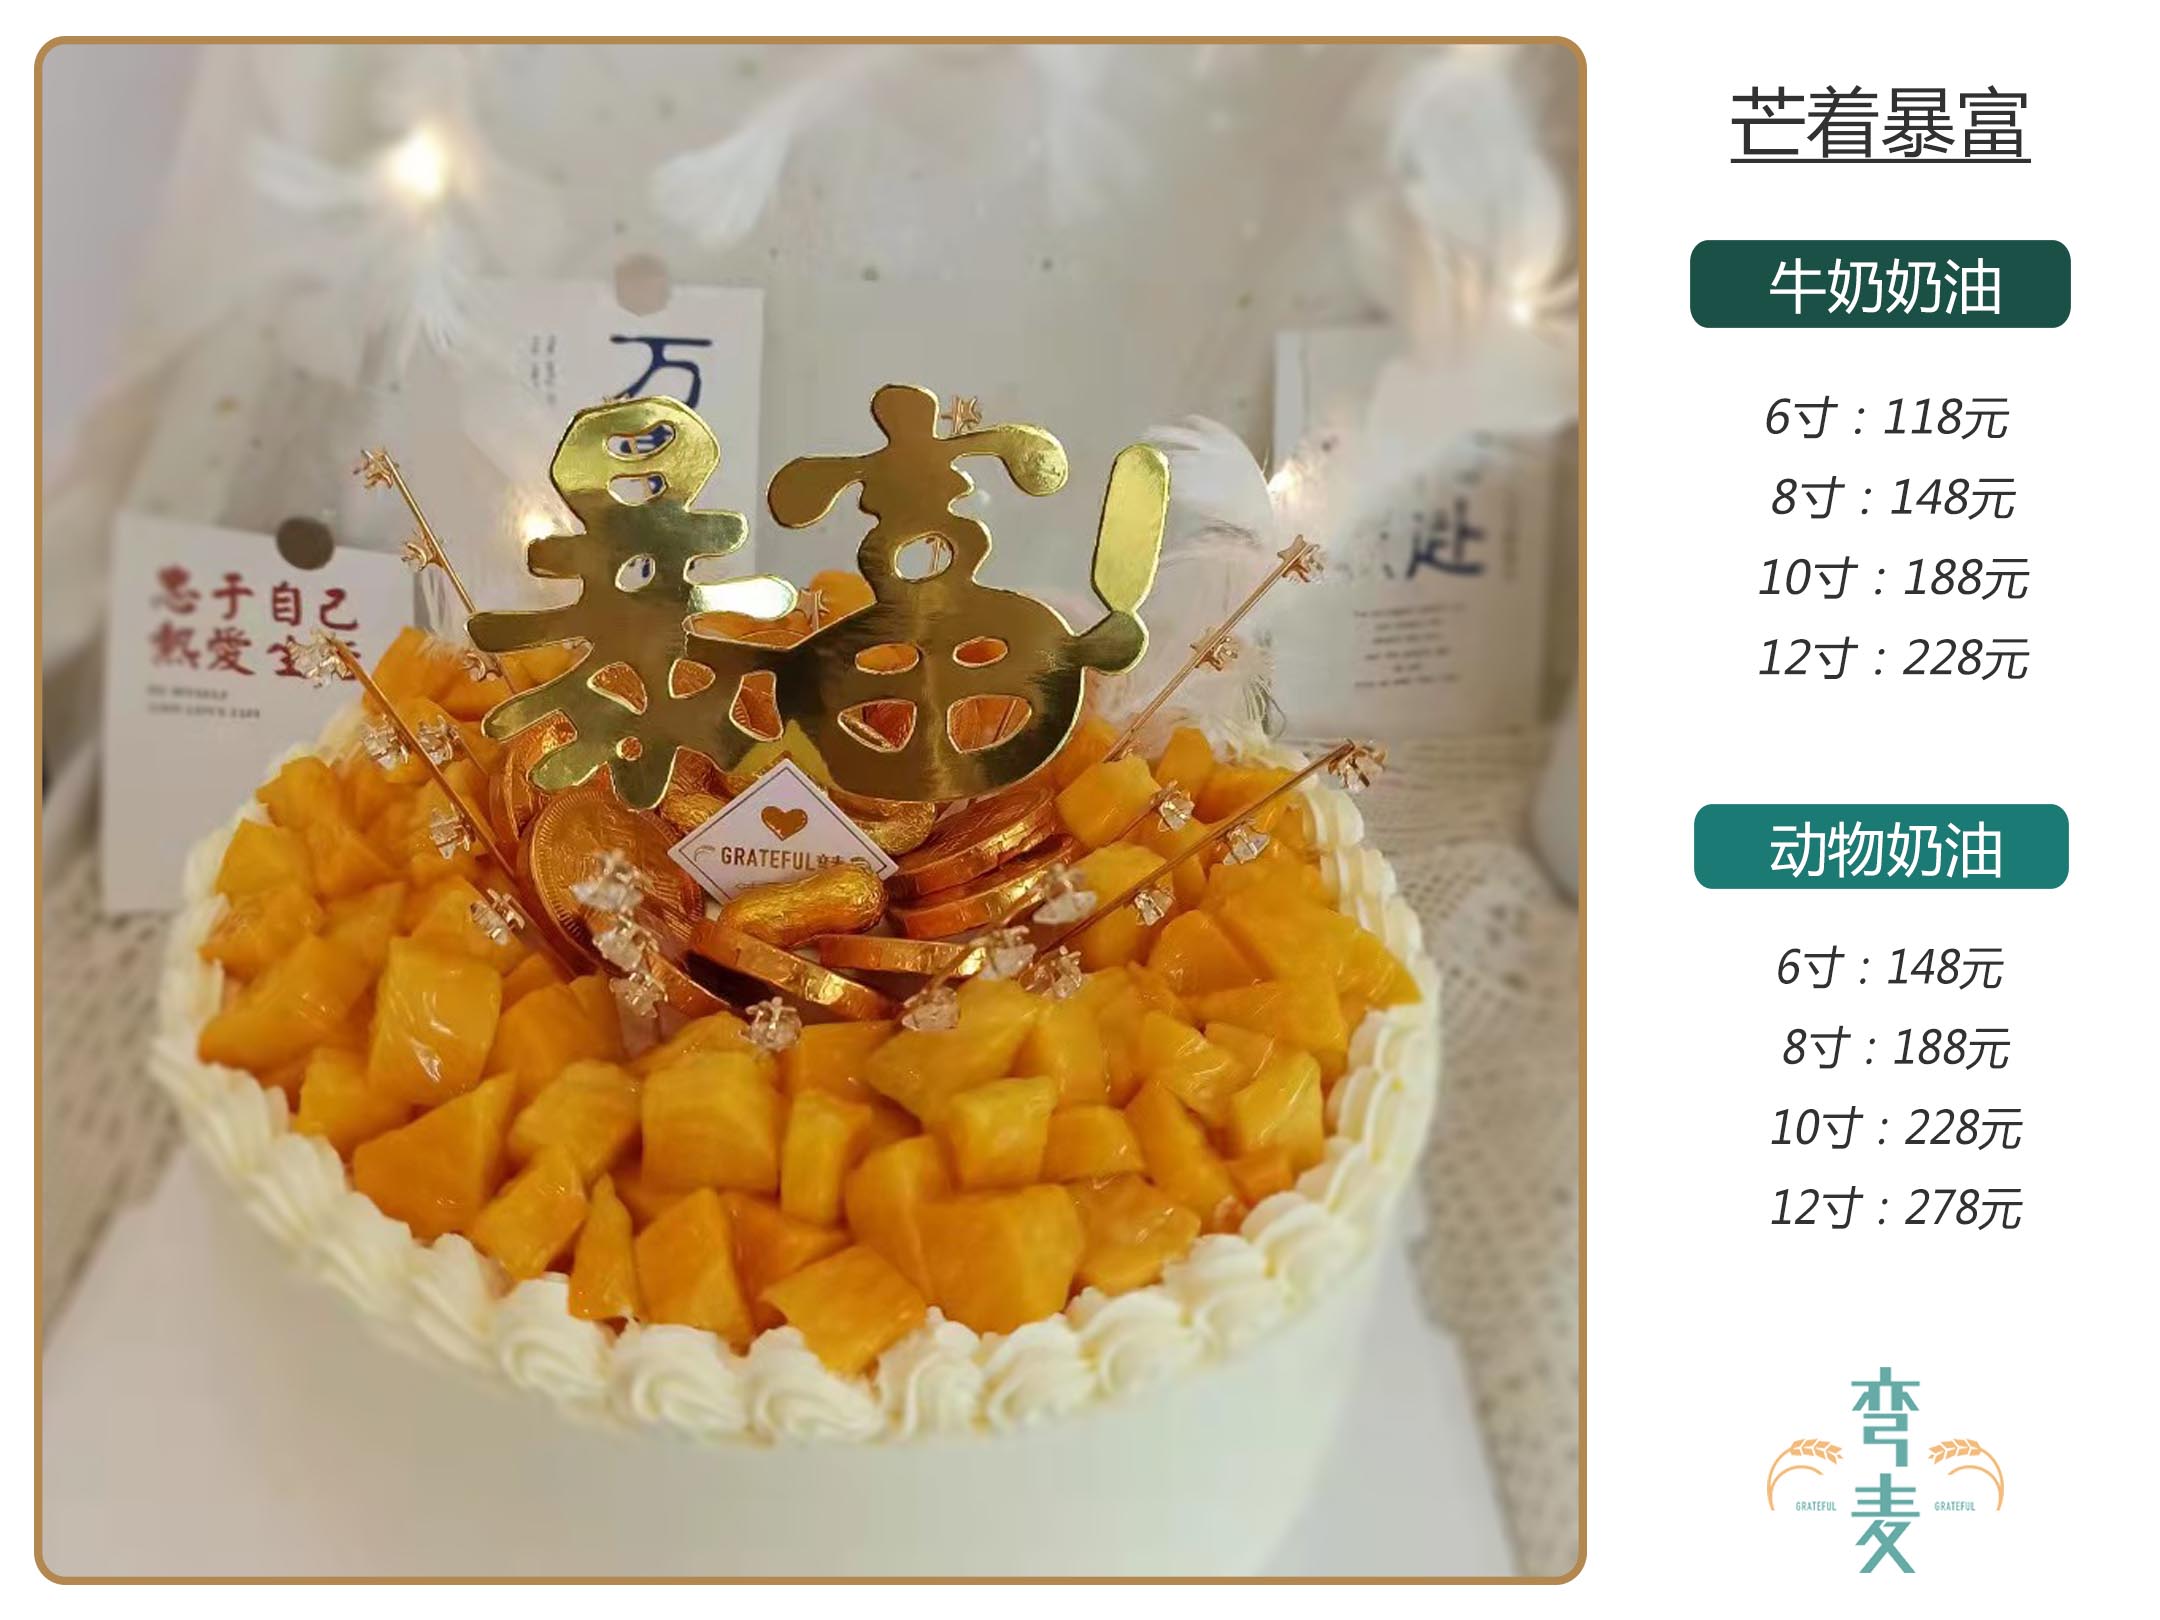 芒着暴富
牛奶奶油
6寸：118元
8寸：148元
10寸：188元
12寸：228元
动物奶油
6寸：148元
8寸：188元
10寸：228元
12寸：278元
弯麦
GRATEFUL
GRATEFUL
万
暴富！
赴
忠于自己
熱愛生活
GRATEFUL